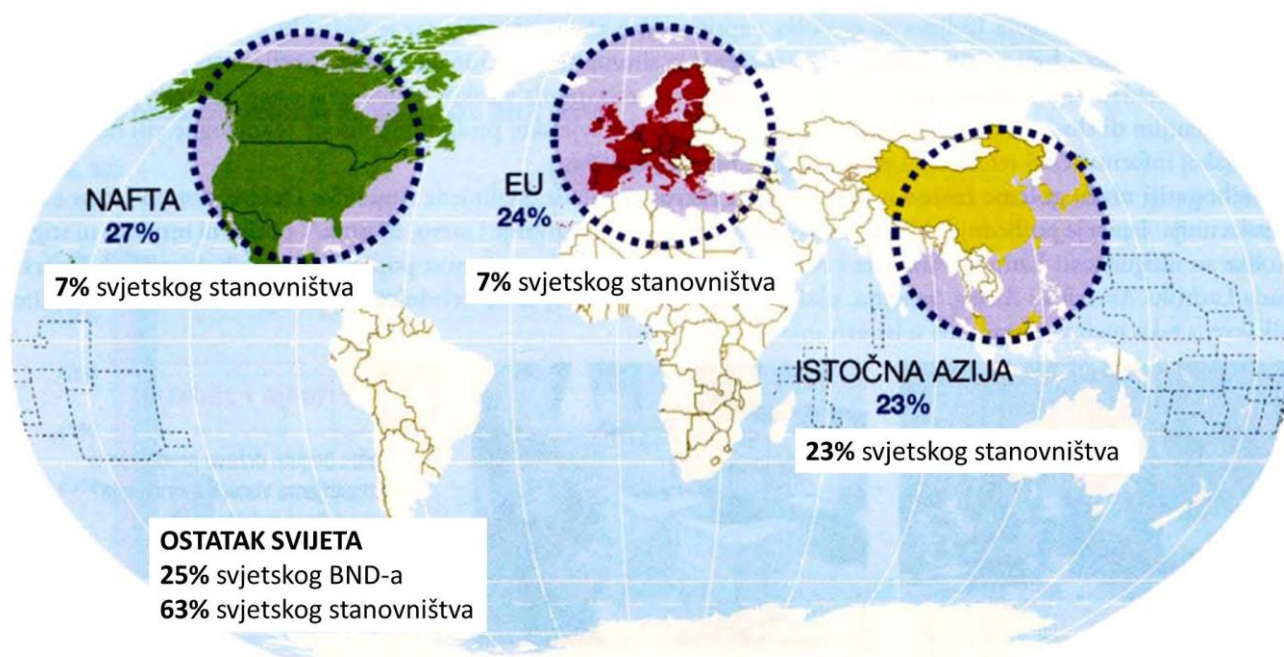 NAFTA
27%
7% svjetskog stanovništva
EU
24%
7% svjetskog stanovništva
ISTOČNA AZIJA
23%
23% svjetskog stanovništva
OSTATAK SVIJETA
25% svjetskog BND-a
63% svjetskog stanovništva